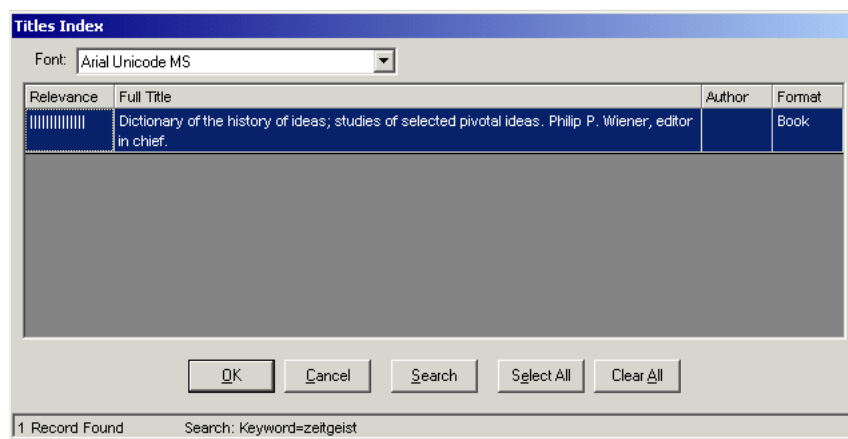 Titles Index
Font: Arial Unicode MS
Relevance Full Title Author Format
||||||||||||| Dictionary of the history of ideas; studies of selected pivotal ideas. Philip P. Wiener, editor Book
in chief.
OK Cancel Search Select All Clear All
1 Record Found Search: Keyword=zeitgeist